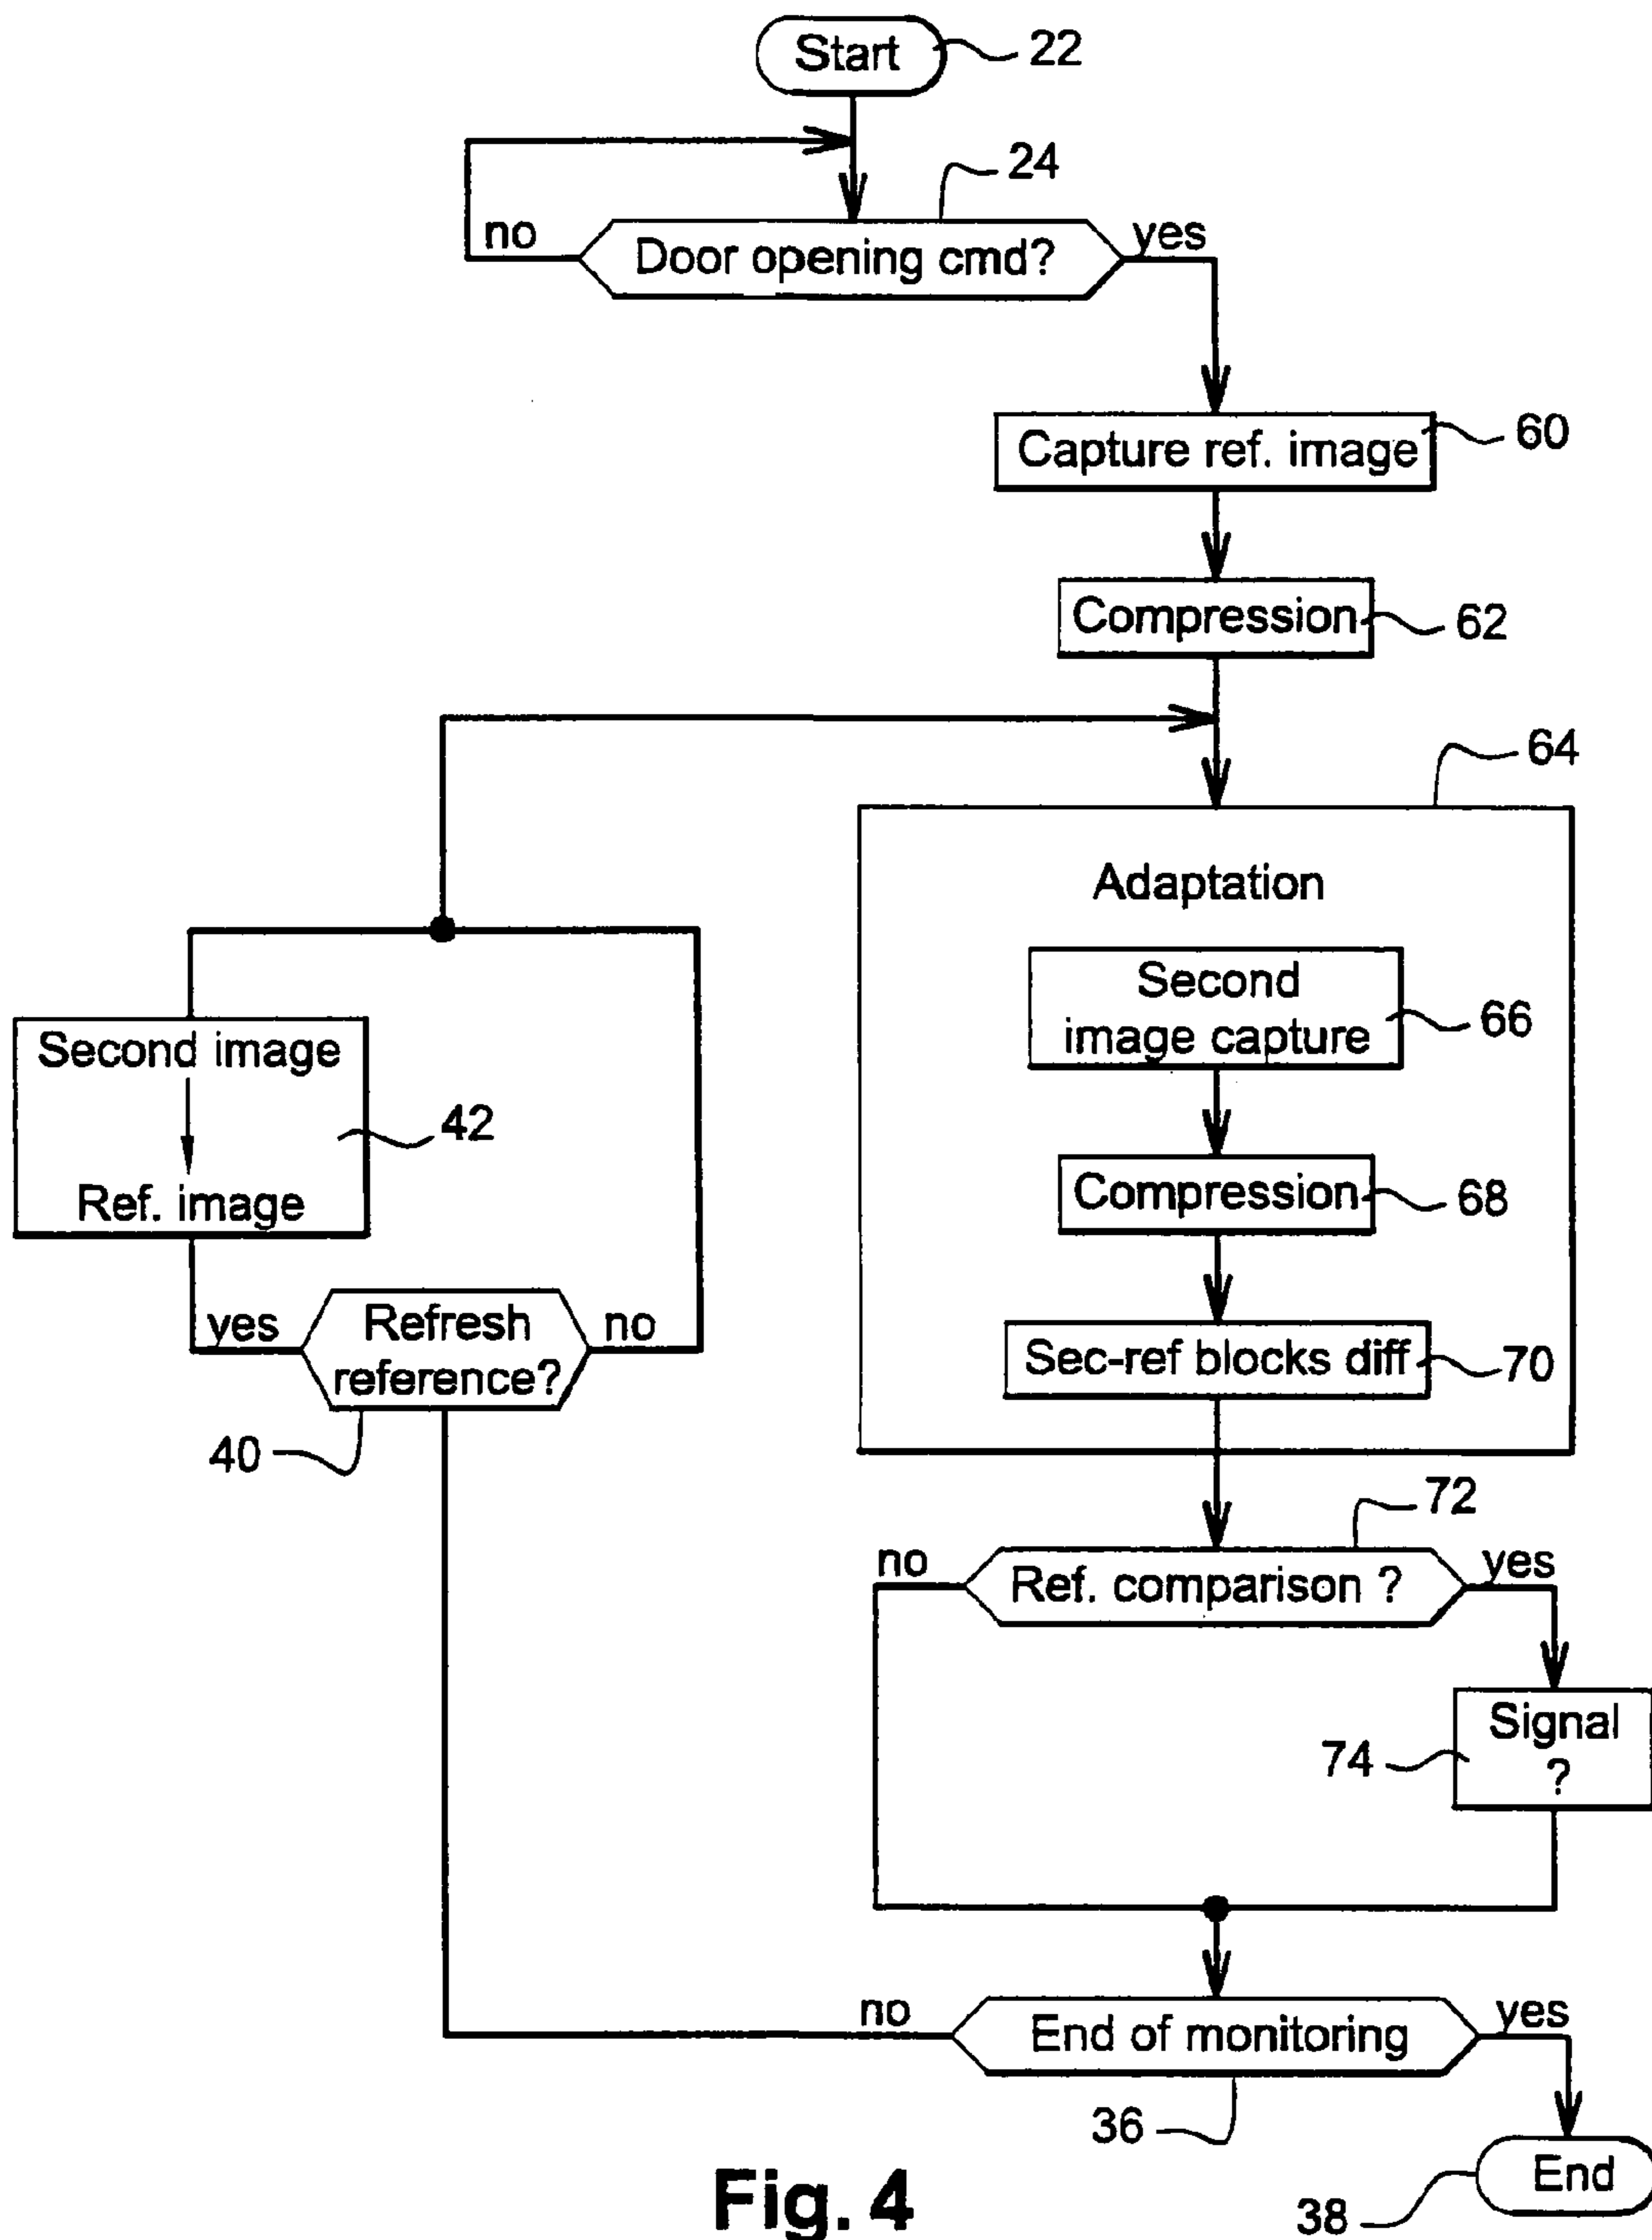 Start
22
24
no
Door opening cmd?
yes
Capture ref. image
60
Compression
62
64
Adaptation
Second
image capture
66
Second image
Ref. image
42
Compression
68
yes
Refresh
reference?
no
40
Sec-ref blocks diff
70
72
no
Ref. comparison ?
yes
Signal
?
74
no
End of monitoring
yes
36
End
38
Fig. 4